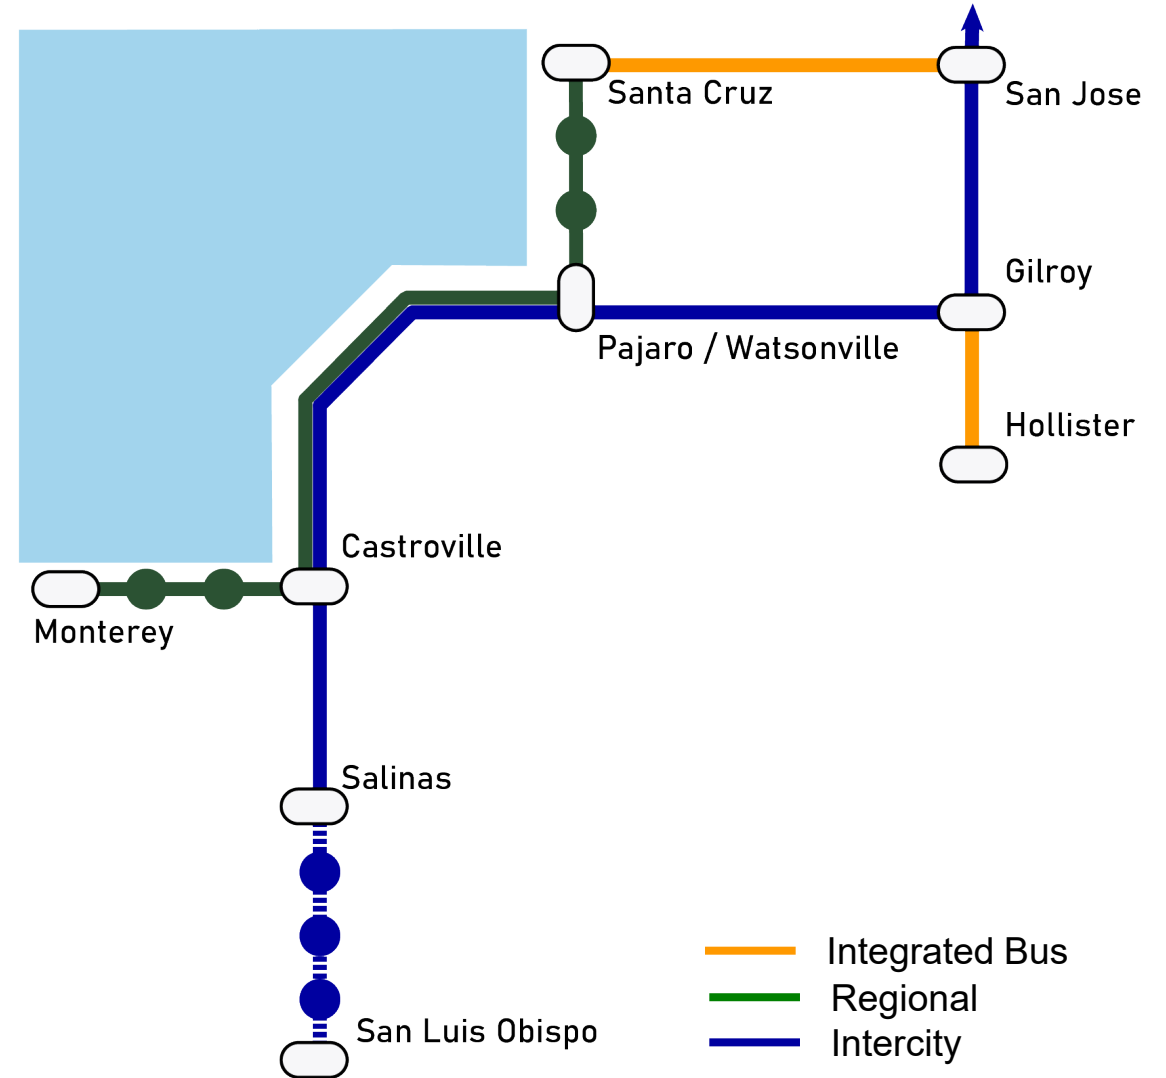 Santa Cruz
San Jose
Gilroy
Pajaro / Watsonville
Hollister
Castroville
Monterey
Salinas
San Luis Obispo
Integrated Bus
Regional
Intercity